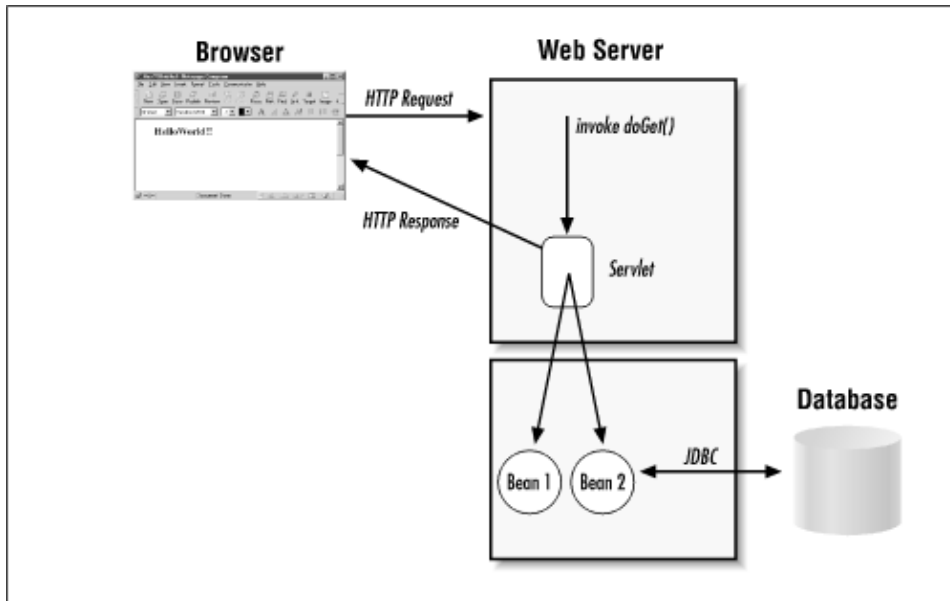 Browser
Web Server
HTTP Request
invoke doGet()
HelloWorld!!
HTTP Response
Servlet
Database
JDBC
Bean 1
Bean 2